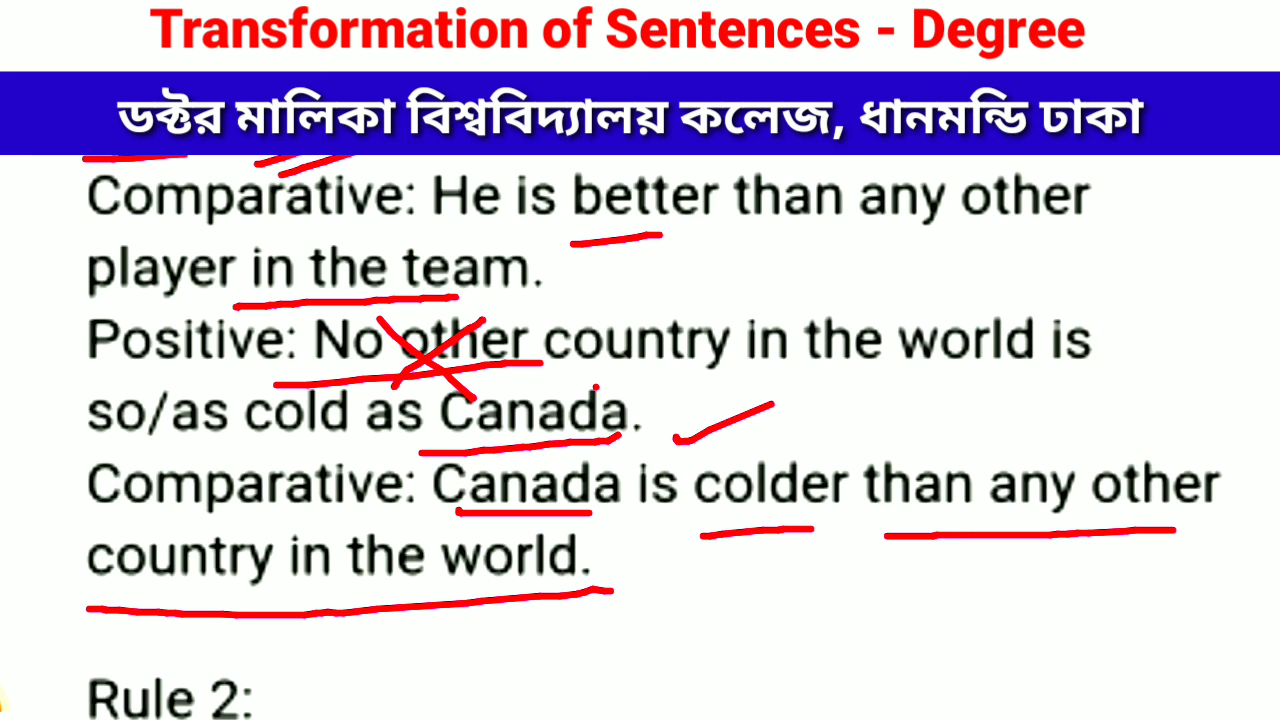 Transformation of Sentences - Degree
ডক্টর মালিকা বিশ্ববিদ্যালয় কলেজ, ধানমন্ডি ঢাকা
Comparative: He is better than any other
player in the team.
Positive: No other country in the world is
so/as cold as Canada.
Comparative: Canada is colder than any other
country in the world.
Rule 2: